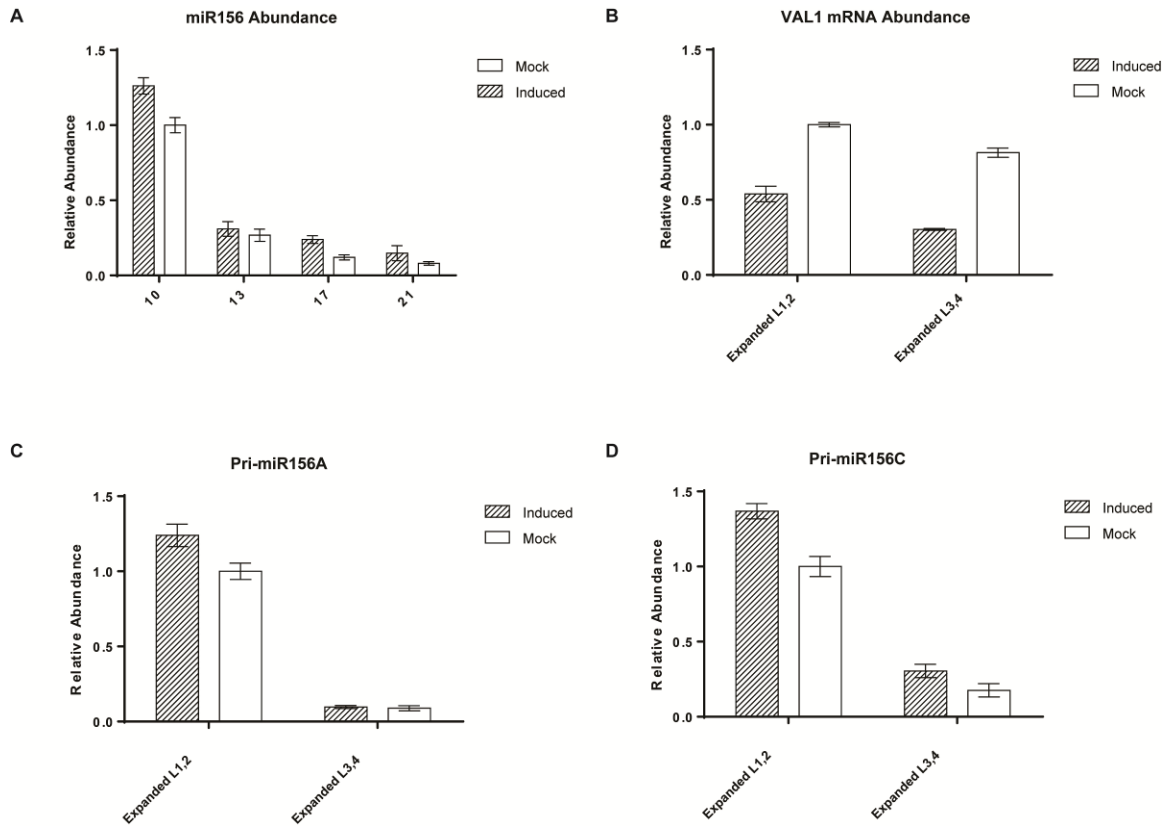 A
miR156 Abundance
Relative Abundance
1.5
1.0
0.5
0.0
10
13
17
21
Mock
Induced
B
VAL1 mRNA Abundance
Relative Abundance
1.5
1.0
0.5
0.0
Expanded L1,2
Expanded L3,4
Induced
Mock
C
Pri-miR156A
Relative Abundance
1.5
1.0
0.5
0.0
Expanded L1,2
Expanded L3,4
Induced
Mock
D
Pri-miR156C
Relative Abundance
1.5
1.0
0.5
0.0
Expanded L1,2
Expanded L3,4
Induced
Mock